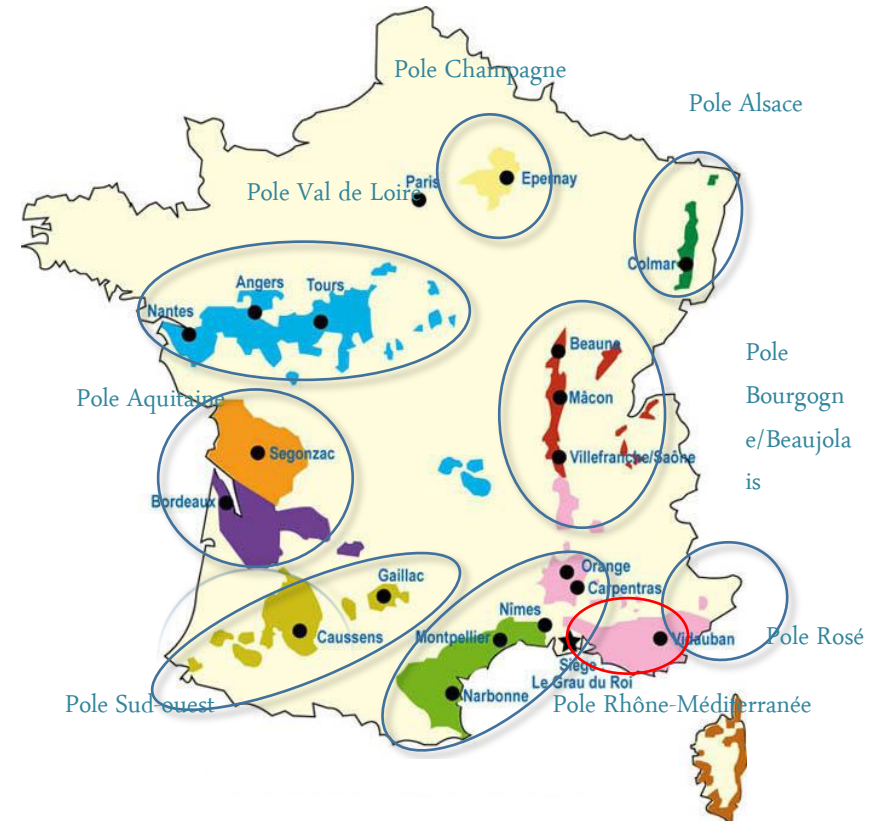 Pole Champagne
Pole Alsace
Epernay
Paris
Pole Val de Loire
Colmar
Angers
Tours
Nantes
Beaune
Pole
Bourgogn
e/Beaujola
is
Mâcon
Pole Aquitaine
Segonzac
Villefranche/Saône
Bordeaux
Orange
Gaillac
Carpentras
Nîmes
Caussens
Montpellier
Vidauban
Pole Rosé
Siège
Le Grau du Roi
Narbonne
Pole Sud-ouest
Pole Rhône-Méditerranée